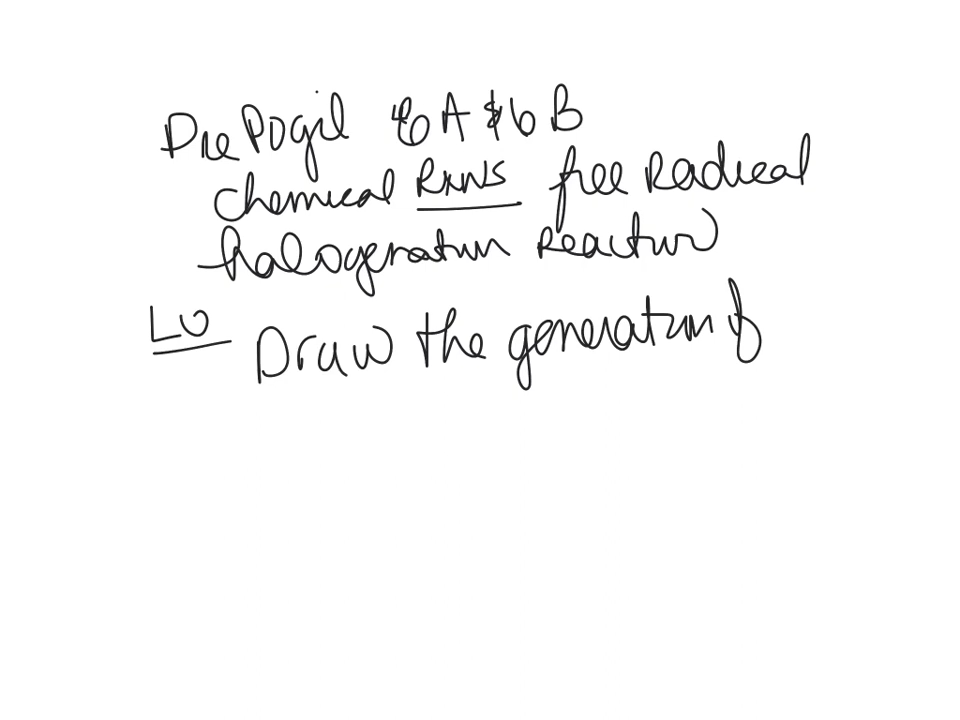 Pre Pogil 6A & 6B
chemical RXNS free Radical
halogenation Reaction
LO Draw the generation of